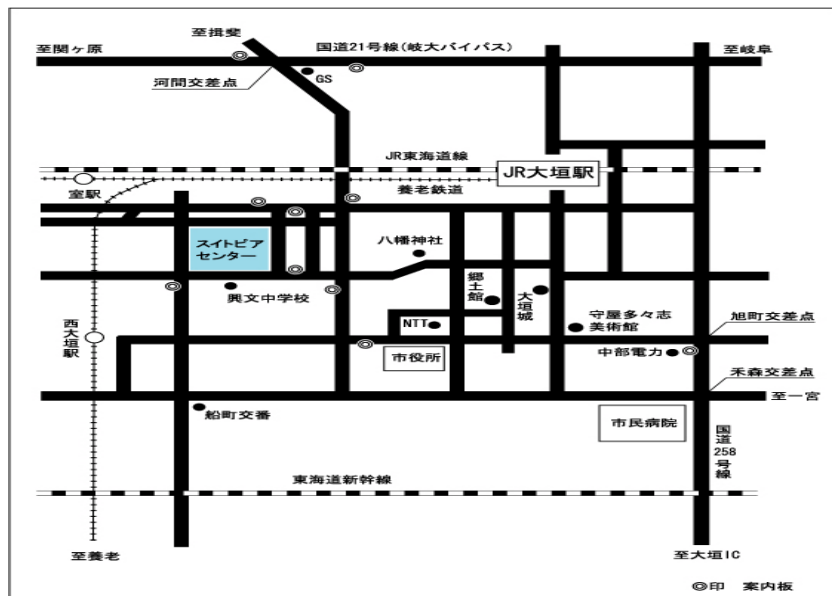 至揖斐
至関ヶ原
国道21号線(岐大バイパス)
至岐阜
GS
河間交差点
JR東海道線
JR大垣駅
室駅
養老鉄道
スイトピア
センター
八幡神社
興文中学校
郷土館
大垣城
守屋多々志
美術館
旭町交差点
NTT
西大垣駅
市役所
中部電力
禾森交差点
至一宮
船町交番
市民病院
国道258号線
東海道新幹線
至養老
至大垣IC
◎印 案内板